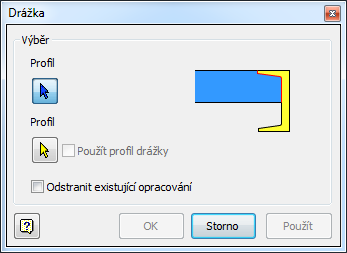 Drážka
Výběr
Profil
Profil
Použít profil drážky
Odstranit existující opracování
?
OK
Storno
Použít